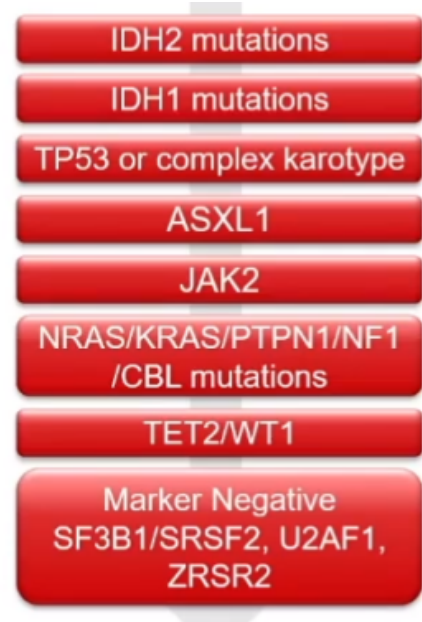 IDH2 mutations
IDH1 mutations
TP53 or complex karotype
ASXL1
JAK2
NRAS/KRAS/PTPN1/NF1
/CBL mutations
TET2/WT1
Marker Negative
SF3B1/SRSF2, U2AF1,
ZRSR2